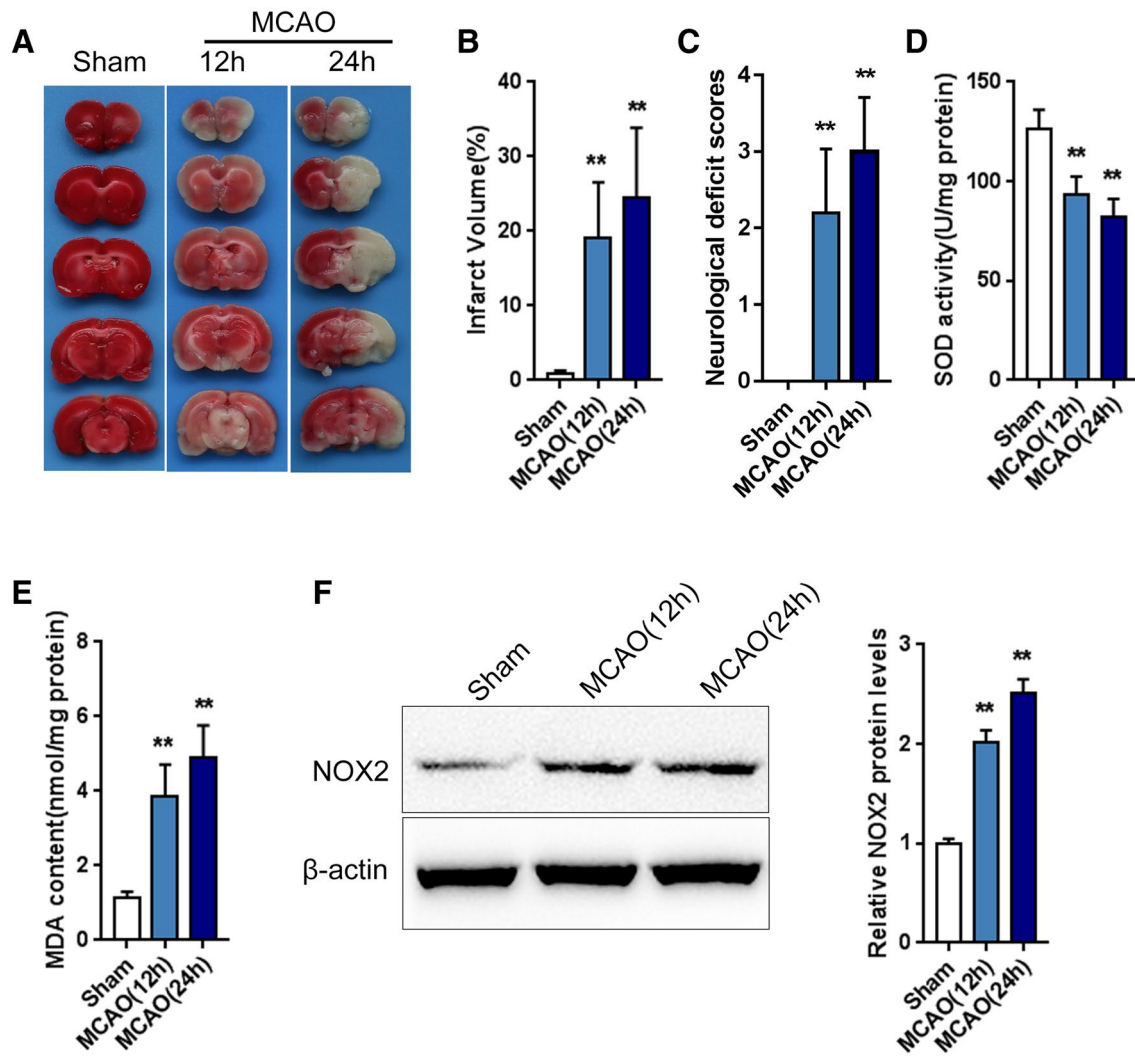 A
MCAO
Sham 12h 24h
B
Infarct Volume(%)
40
30
20
10
0
**
**
Sham
MCAO(12h)
MCAO(24h)
C
Neurological deficit scores
4
3
2
1
0
**
**
Sham
MCAO(12h)
MCAO(24h)
D
SOD activity(U/mg protein)
150
100
50
0
**
**
Sham
MCAO(12h)
MCAO(24h)
E
MDA content(nmol/mg protein)
8
6
4
2
0
**
**
Sham
MCAO(12h)
MCAO(24h)
F
Sham
MCAO(12h)
MCAO(24h)
NOX2
β-actin
Relative NOX2 protein levels
3
2
1
0
**
**
Sham
MCAO(12h)
MCAO(24h)